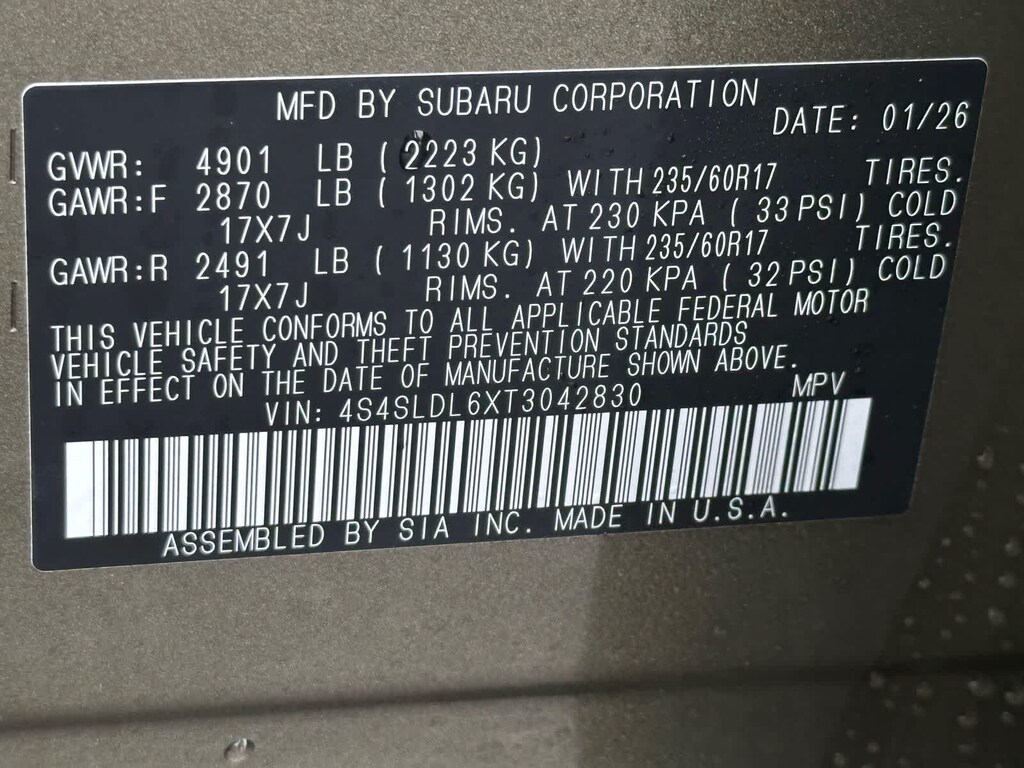 MFD BY SUBARU CORPORATION
DATE: 01/26
GVWR: 4901 LB ( 2223 KG)
GAWR:F 2870 LB ( 1302 KG) WITH 235/60R17 TIRES.
17X7J RIMS. AT 230 KPA ( 33 PSI) COLD
GAWR:R 2491 LB ( 1130 KG) WITH 235/60R17 TIRES.
17X7J RIMS. AT 220 KPA ( 32 PSI) COLD
THIS VEHICLE CONFORMS TO ALL APPLICABLE FEDERAL MOTOR
VEHICLE SAFETY AND THEFT PREVENTION STANDARDS
IN EFFECT ON THE DATE OF MANUFACTURE SHOWN ABOVE.
VIN: 4S4SLDL6XT3042830 MPV
ASSEMBLED BY SIA INC. MADE IN U.S.A.